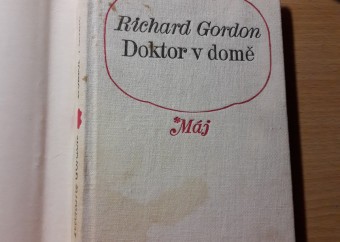 Richard Gordon
Doktor v domě
Máj